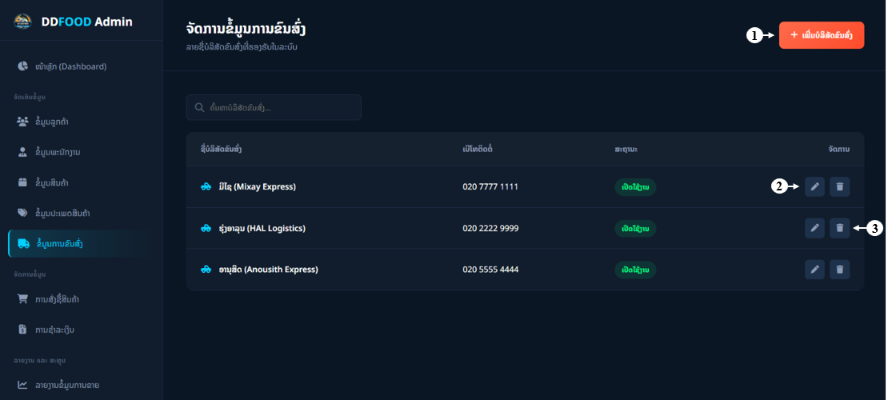 DDFOOD Admin
ໜ້າຫຼັກ (Dashboard)
ຈັດການຂໍ້ມູນ
ຂໍ້ມູນລູກຄ້າ
ຂໍ້ມູນພະນັກງານ
ຂໍ້ມູນສິນຄ້າ
ຂໍ້ມູນປະເພດສິນຄ້າ
ຂໍ້ມູນການຂົນສົ່ງ
ການສັ່ງຊື້ສິນຄ້າ
ການຊຳລະເງິນ
ລາຍງານ ແລະ ສະຫຼຸບ
ລາຍງານຂໍ້ມູນການຂາຍ
ຈັດການຂໍ້ມູນການຂົນສົ່ງ
ລາຍຊື່ບໍລິສັດຂົນສົ່ງທີ່ຮອງຮັບໃນລະບົບ
1
+ ເພີ່ມບໍລິສັດຂົນສົ່ງ
ຄົ້ນຫາບໍລິສັດຂົນສົ່ງ...
ຊື່ບໍລິສັດຂົນສົ່ງ ເບີໂທຕິດຕໍ່ ສະຖານະ ຈັດການ
ມີໄຊ (Mixay Express) 020 7777 1111 ເປີດໃຊ້ງານ 2
ຮຸ່ງອາລຸນ (HAL Logistics) 020 2222 9999 ເປີດໃຊ້ງານ 3
ອານຸສິດ (Anousith Express) 020 5555 4444 ເປີດໃຊ້ງານ